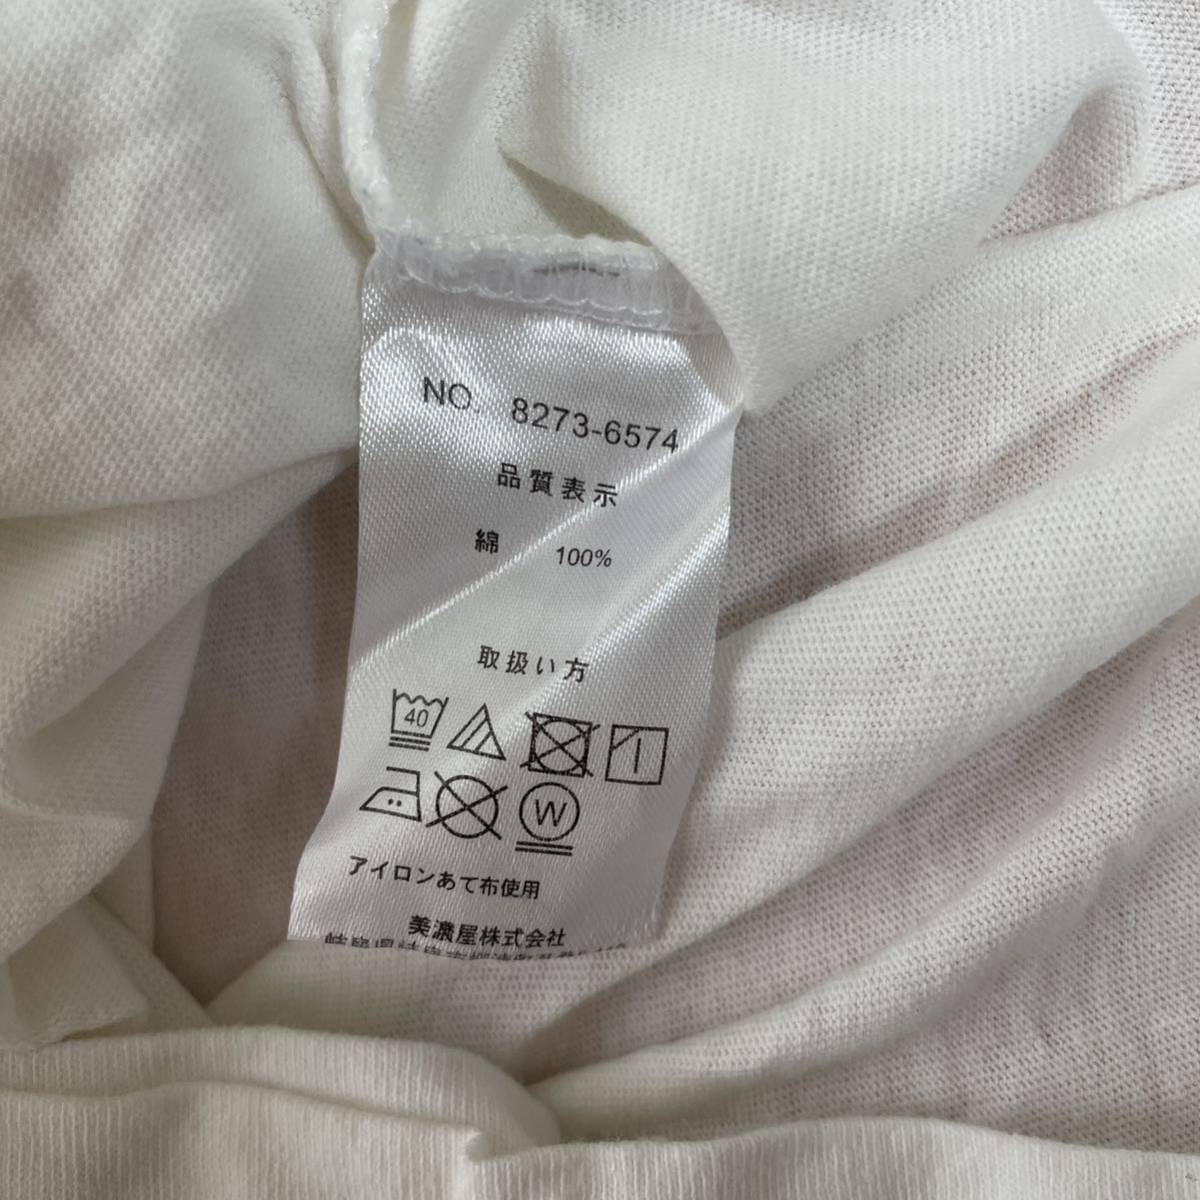 NO. 8273-6574
品質表示
綿 100%
取扱い方
40
W
アイロンあて布使用
美濃屋株式会社